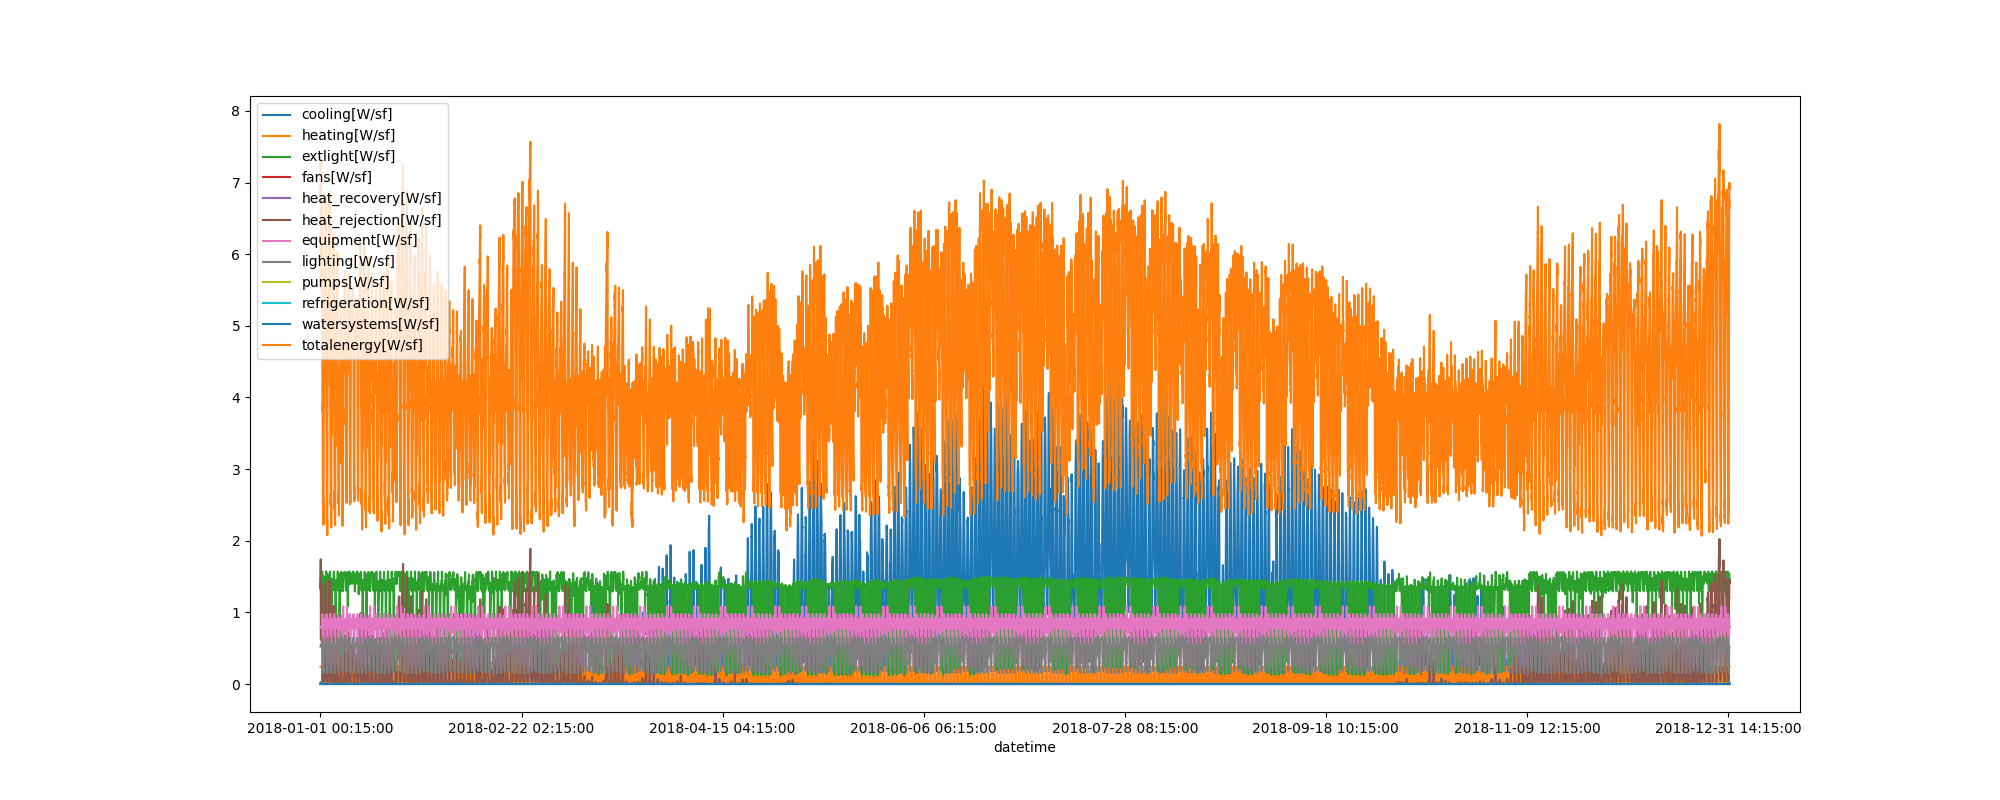 8
7
6
5
4
3
2
1
0
cooling[W/sf]
heating[W/sf]
extlight[W/sf]
fans[W/sf]
heat_recovery[W/sf]
heat_rejection[W/sf]
equipment[W/sf]
lighting[W/sf]
pumps[W/sf]
refrigeration[W/sf]
watersystems[W/sf]
totalenergy[W/sf]
2018-01-01 00:15:00 2018-02-22 02:15:00 2018-04-15 04:15:00 2018-06-06 06:15:00 2018-07-28 08:15:00 2018-09-18 10:15:00 2018-11-09 12:15:00 2018-12-31 14:15:00
datetime